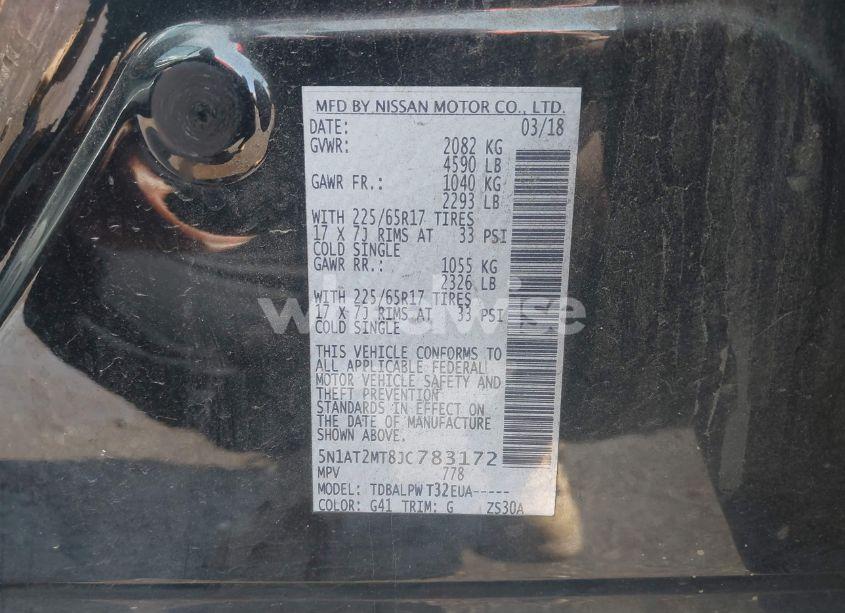 MFD BY NISSAN MOTOR CO., LTD.
DATE: 03/18
GVWR: 2082 KG
4590 LB
GAWR FR.: 1040 KG
2293 LB
WITH 225/65R17 TIRES
17 X 7J RIMS AT 33 PSI
COLD SINGLE
GAWR RR.: 1055 KG
2326 LB
WITH 225/65R17 TIRES
17 X 7J RIMS AT 33 PSI
COLD SINGLE
THIS VEHICLE CONFORMS TO
ALL APPLICABLE FEDERAL
MOTOR VEHICLE SAFETY AND
THEFT PREVENTION
STANDARDS IN EFFECT ON
THE DATE OF MANUFACTURE
SHOWN ABOVE.
5N1AT2MT8JC783172
MPV 778
MODEL: TDBALPW T32EUA-----
COLOR: G41 TRIM: G ZS30A